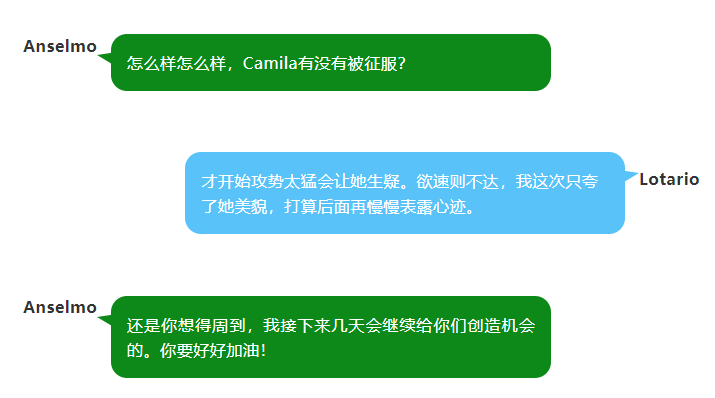 Anselmo
怎么样怎么样，Camila有没有被征服？
才开始攻势太猛会让她生疑。欲速则不达，我这次只夸
了她美貌，打算后面再慢慢表露心迹。
Lotario
Anselmo
还是你想得周到，我接下来几天会继续给你们创造机会
的。你要好好加油！